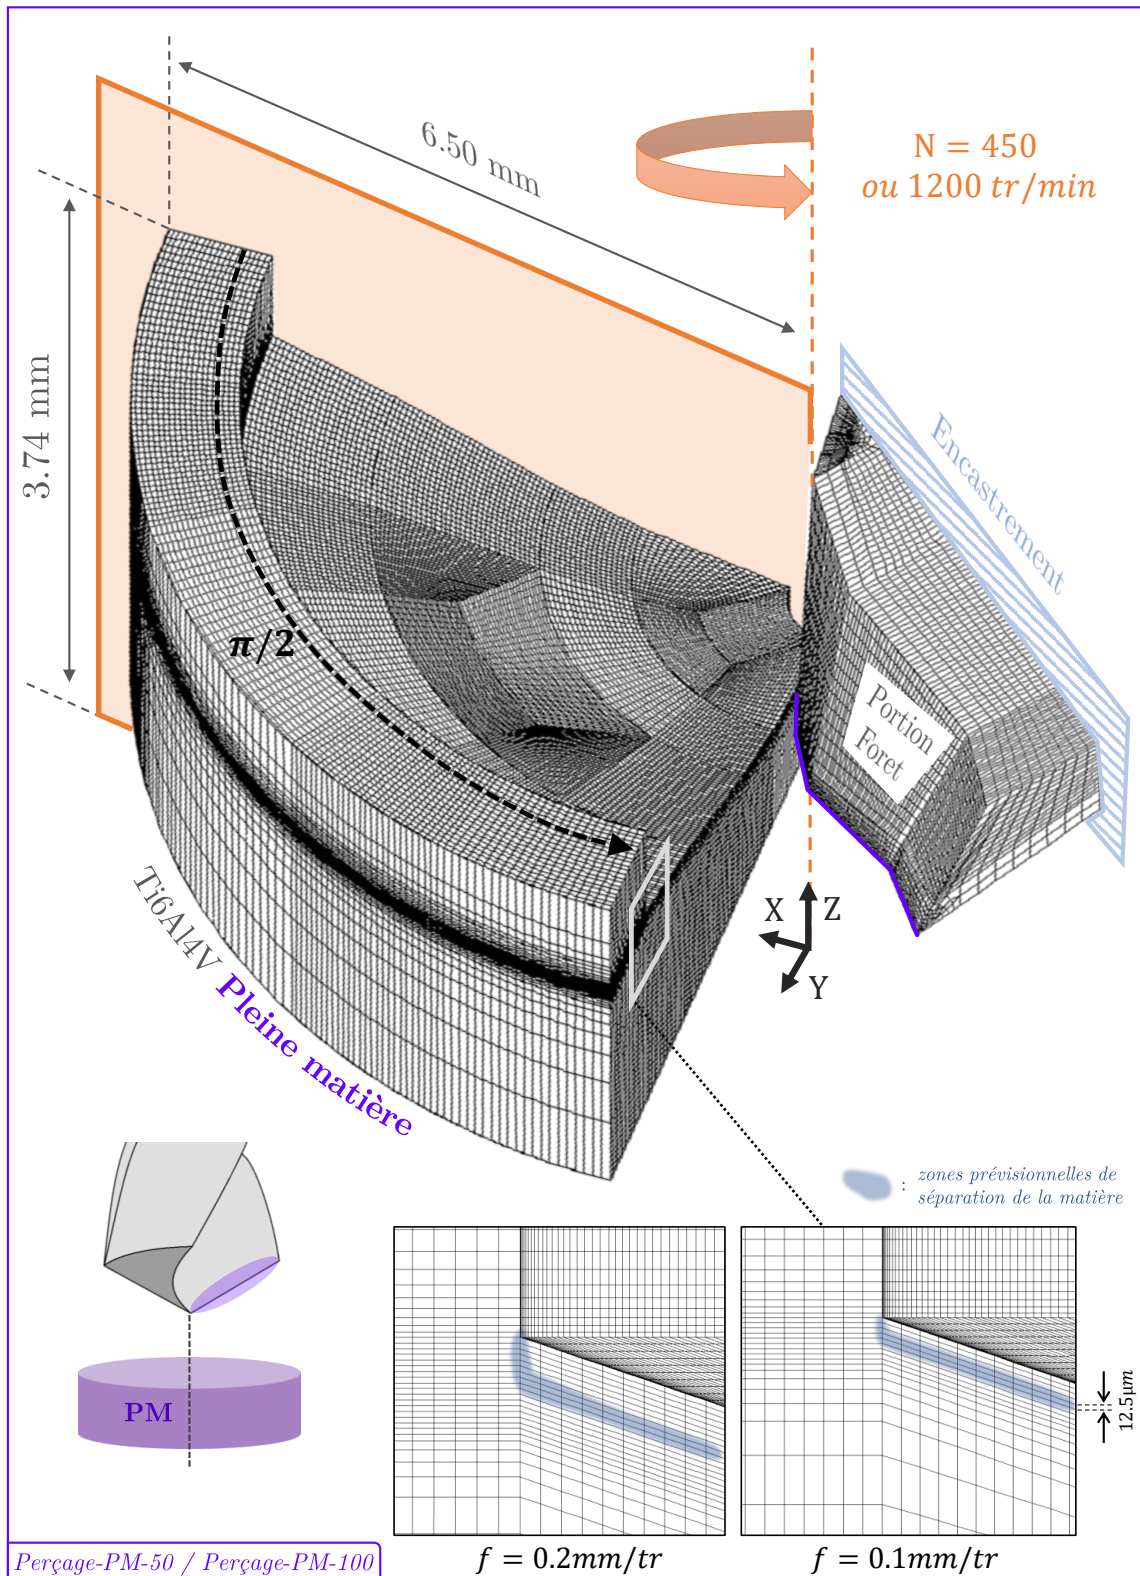 6.50 mm
N = 450
ou 1200 tr/min
3.74 mm
Encastrement
π/2
Portion
Foret
X
Z
Y
Ti6Al4V Pleine matière
: zones prévisionnelles de
séparation de la matière
PM
12.5μm
f = 0.2mm/tr
f = 0.1mm/tr
Perçage-PM-50 / Perçage-PM-100